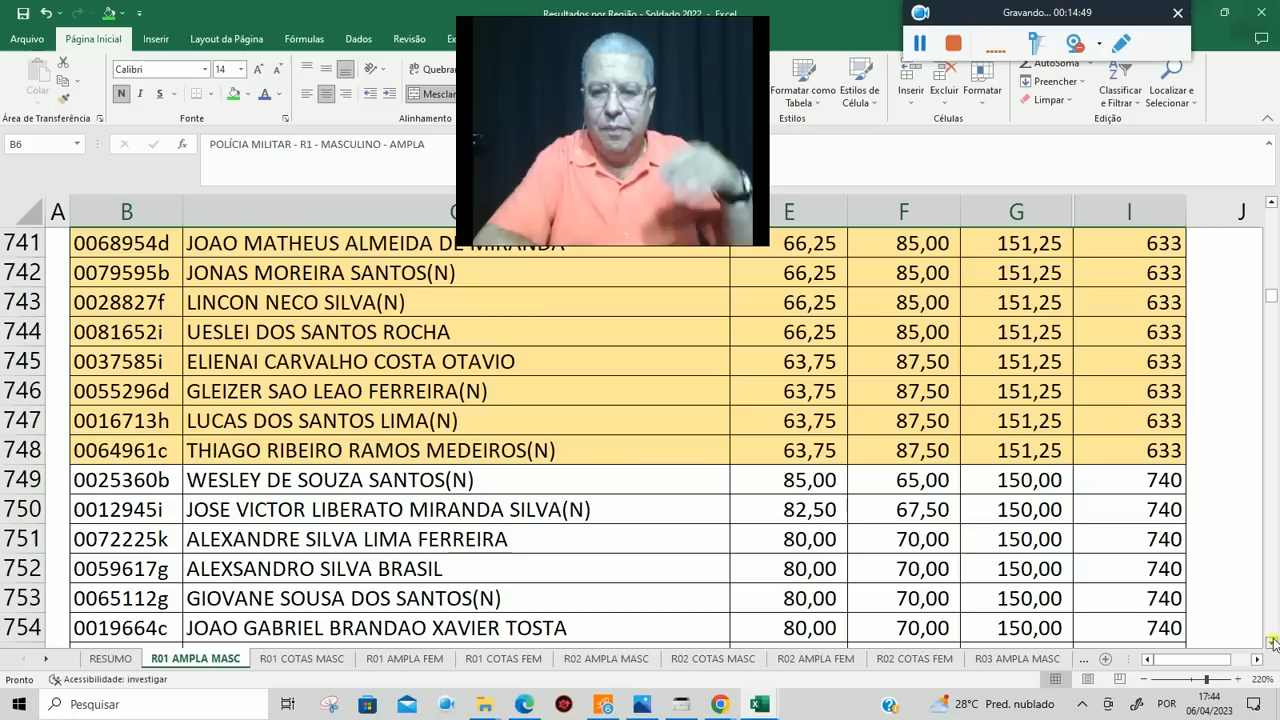 Resultados por Região - Soldado 2022 - Excel
Gravando... 00:14:49
Arquivo Página Inicial Inserir Layout da Página Fórmulas Dados Revisão
Colar
Calibri 14
N I S
Quebrar
Mesclar
AutoSoma
Preencher
Limpar
Formatar como Tabela
Estilos de Célula
Inserir Excluir Formatar
Classificar e Filtrar
Localizar e Selecionar
Área de Transferência Fonte Alinhamento Estilos Células Edição
B6 fx POLÍCIA MILITAR - R1 - MASCULINO - AMPLA
A B E F G I J
741 0068954d JOAO MATHEUS ALMEIDA DE MIRANDA 66,25 85,00 151,25 633
742 0079595b JONAS MOREIRA SANTOS(N) 66,25 85,00 151,25 633
743 0028827f LINCON NECO SILVA(N) 66,25 85,00 151,25 633
744 0081652i UESLEI DOS SANTOS ROCHA 66,25 85,00 151,25 633
745 0037585i ELIENAI CARVALHO COSTA OTAVIO 63,75 87,50 151,25 633
746 0055296d GLEIZER SAO LEAO FERREIRA(N) 63,75 87,50 151,25 633
747 0016713h LUCAS DOS SANTOS LIMA(N) 63,75 87,50 151,25 633
748 0064961c THIAGO RIBEIRO RAMOS MEDEIROS(N) 63,75 87,50 151,25 633
749 0025360b WESLEY DE SOUZA SANTOS(N) 85,00 65,00 150,00 740
750 0012945i JOSE VICTOR LIBERATO MIRANDA SILVA(N) 82,50 67,50 150,00 740
751 0072225k ALEXANDRE SILVA LIMA FERREIRA 80,00 70,00 150,00 740
752 0059617g ALEXSANDRO SILVA BRASIL 80,00 70,00 150,00 740
753 0065112g GIOVANE SOUSA DOS SANTOS(N) 80,00 70,00 150,00 740
754 0019664c JOAO GABRIEL BRANDAO XAVIER TOSTA 80,00 70,00 150,00 740
RESUMO R01 AMPLA MASC R01 COTAS MASC R01 AMPLA FEM R01 COTAS FEM R02 AMPLA MASC R02 COTAS MASC R02 AMPLA FEM R02 COTAS FEM R03 AMPLA MASC ...
Pronto Acessibilidade: investigar 220%
Pesquisar 28°C Pred. nublado POR 17:44
06/04/2023